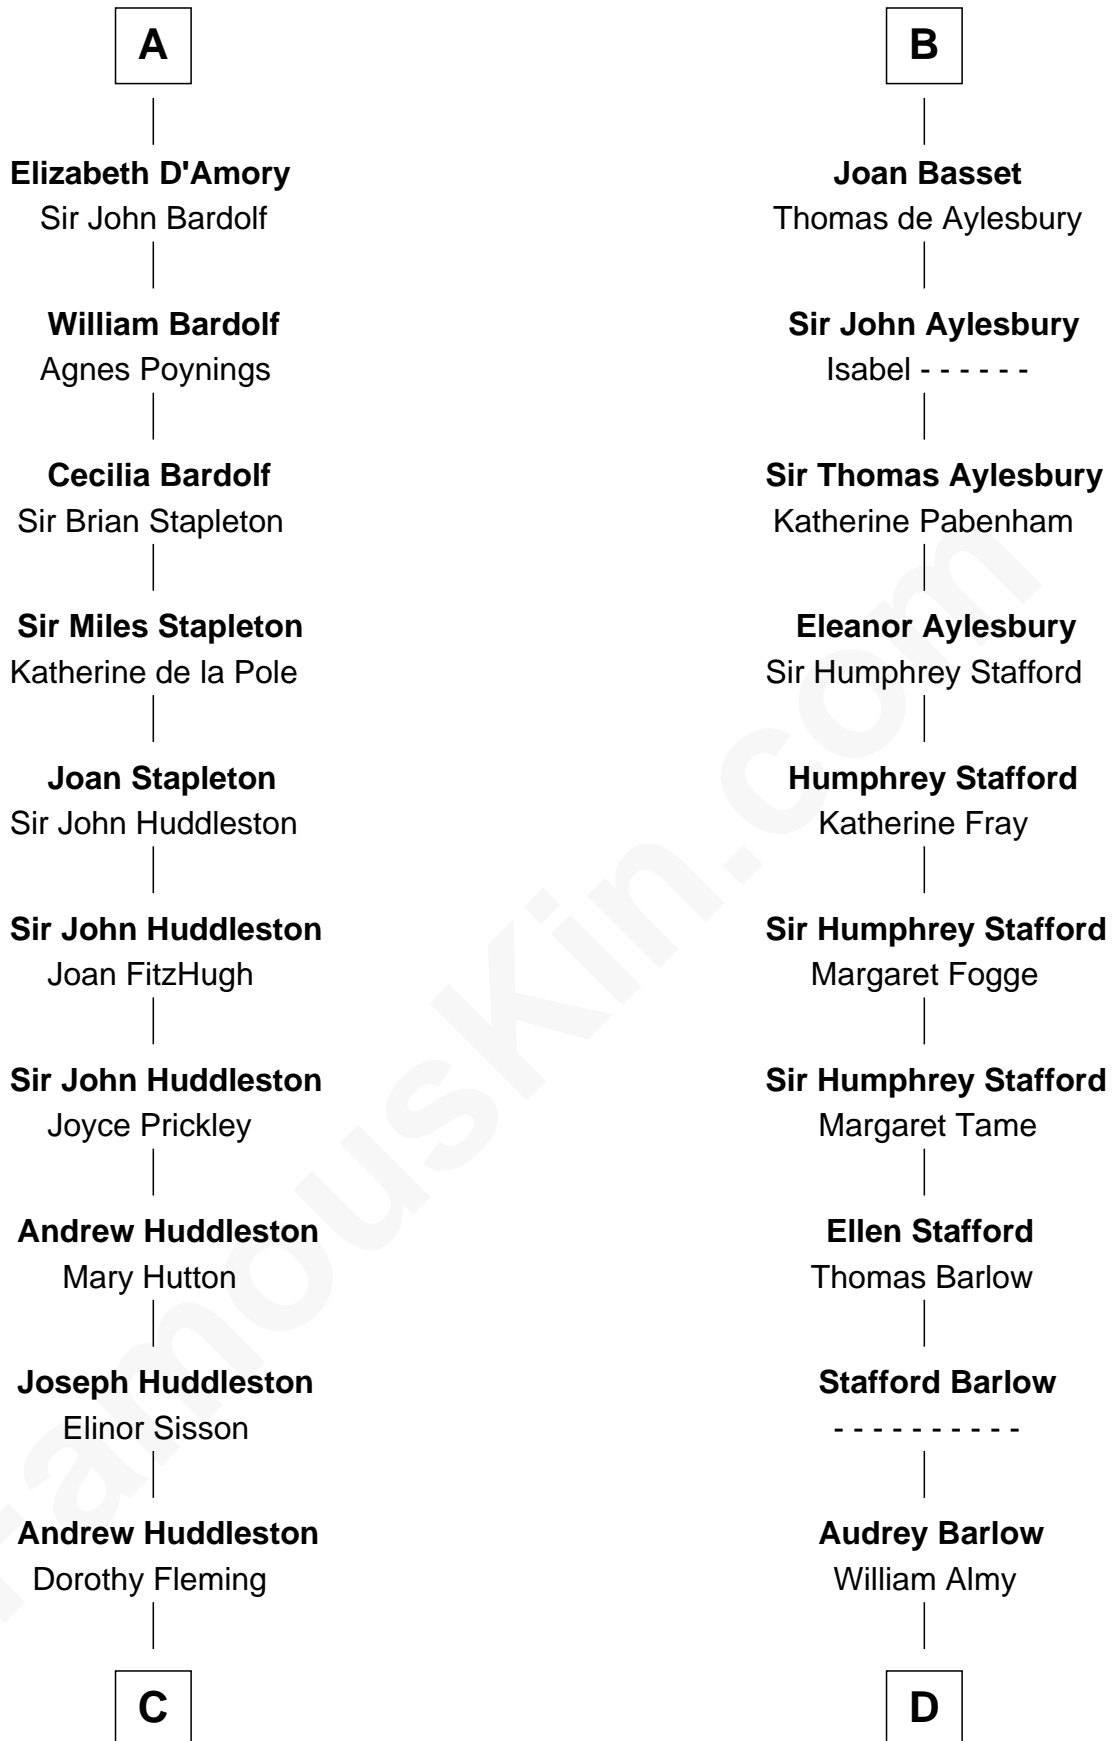 A
Elizabeth D'Amory
Sir John Bardolf
William Bardolf
Agnes Poynings
Cecilia Bardolf
Sir Brian Stapleton
Sir Miles Stapleton
Katherine de la Pole
Joan Stapleton
Sir John Huddleston
Sir John Huddleston
Joan FitzHugh
Sir John Huddleston
Joyce Prickley
Andrew Huddleston
Mary Hutton
Joseph Huddleston
Elinor Sisson
Andrew Huddleston
Dorothy Fleming
C
B
Joan Basset
Thomas de Aylesbury
Sir John Aylesbury
Isabel - - - - - -
Sir Thomas Aylesbury
Katherine Pabenham
Eleanor Aylesbury
Sir Humphrey Stafford
Humphrey Stafford
Katherine Fray
Sir Humphrey Stafford
Margaret Fogge
Sir Humphrey Stafford
Margaret Tame
Ellen Stafford
Thomas Barlow
Stafford Barlow
- - - - - - - - - -
Audrey Barlow
William Almy
D
FamousKin.com